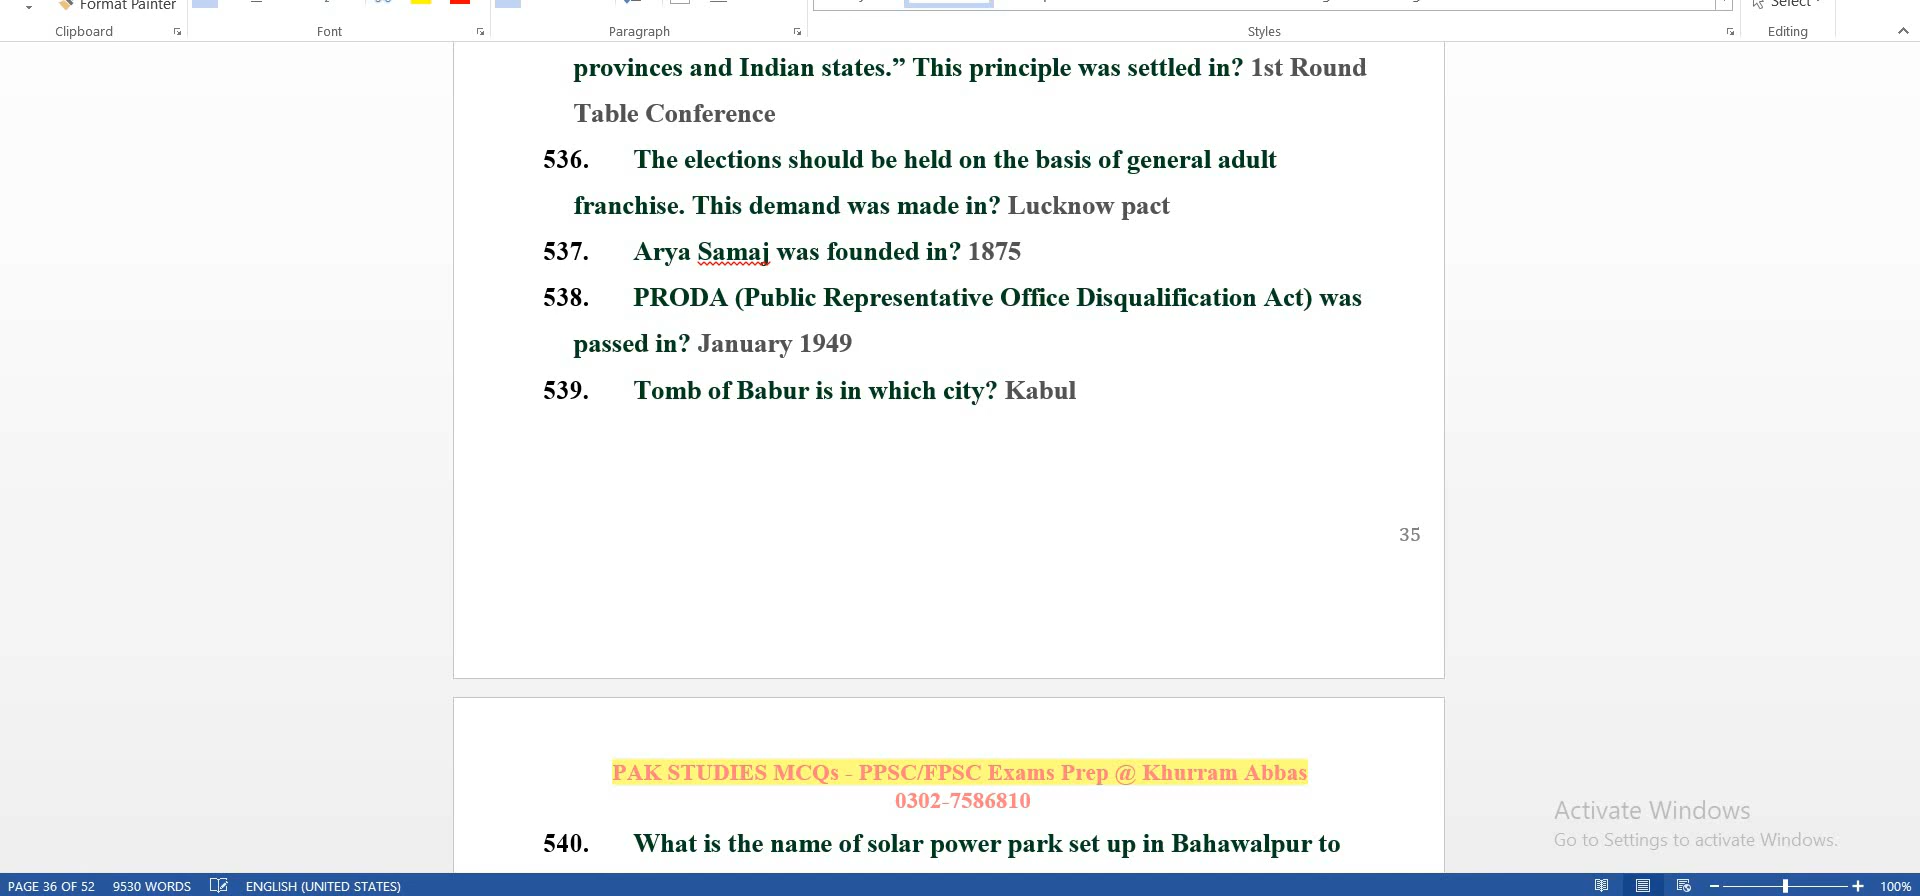 Format Painter
Select
Clipboard
Font
Paragraph
Styles
Editing
provinces and Indian states.” This principle was settled in? 1st Round
Table Conference
536. The elections should be held on the basis of general adult
franchise. This demand was made in? Lucknow pact
537. Arya Samaj was founded in? 1875
538. PRODA (Public Representative Office Disqualification Act) was
passed in? January 1949
539. Tomb of Babur is in which city? Kabul
35
PAK STUDIES MCQs - PPSC/FPSC Exams Prep @ Khurram Abbas
0302-7586810
540. What is the name of solar power park set up in Bahawalpur to
Activate Windows
Go to Settings to activate Windows.
PAGE 36 OF 52 9530 WORDS ENGLISH (UNITED STATES) 100%